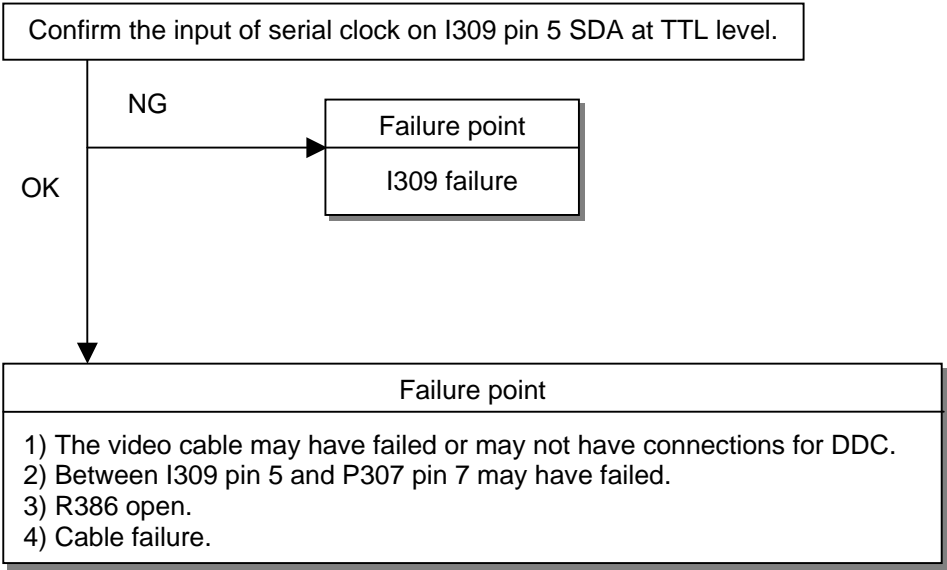 Confirm the input of serial clock on I309 pin 5 SDA at TTL level.
NG
Failure point
I309 failure
OK
Failure point
1) The video cable may have failed or may not have connections for DDC.
2) Between I309 pin 5 and P307 pin 7 may have failed.
3) R386 open.
4) Cable failure.